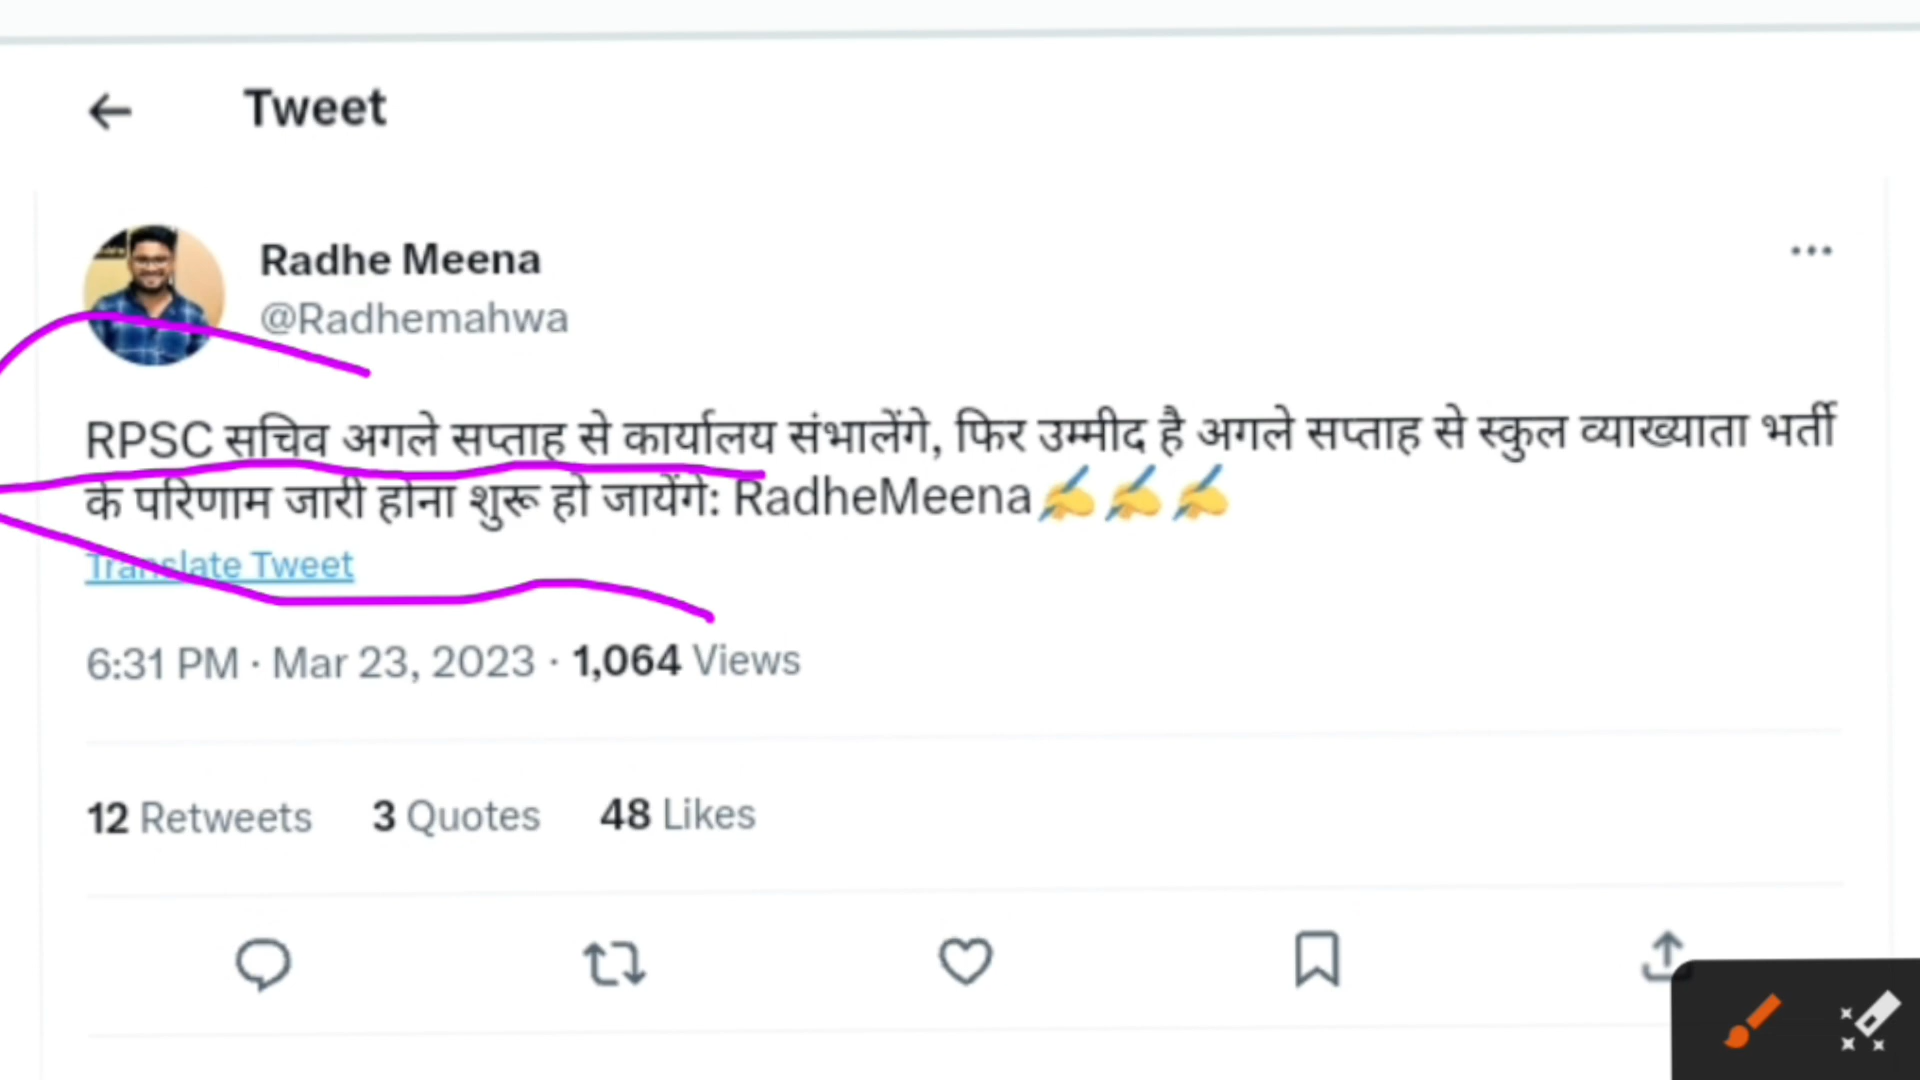 Tweet
Radhe Meena
@Radhemahwa
RPSC सचिव अगले सप्ताह से कार्यालय संभालेंगे, फिर उम्मीद है अगले सप्ताह से स्कुल व्याख्याता भर्ती
के परिणाम जारी होना शुरू हो जायेंगे: RadheMeena✍️✍️✍️
Translate Tweet
6:31 PM · Mar 23, 2023 · 1,064 Views
12 Retweets 3 Quotes 48 Likes